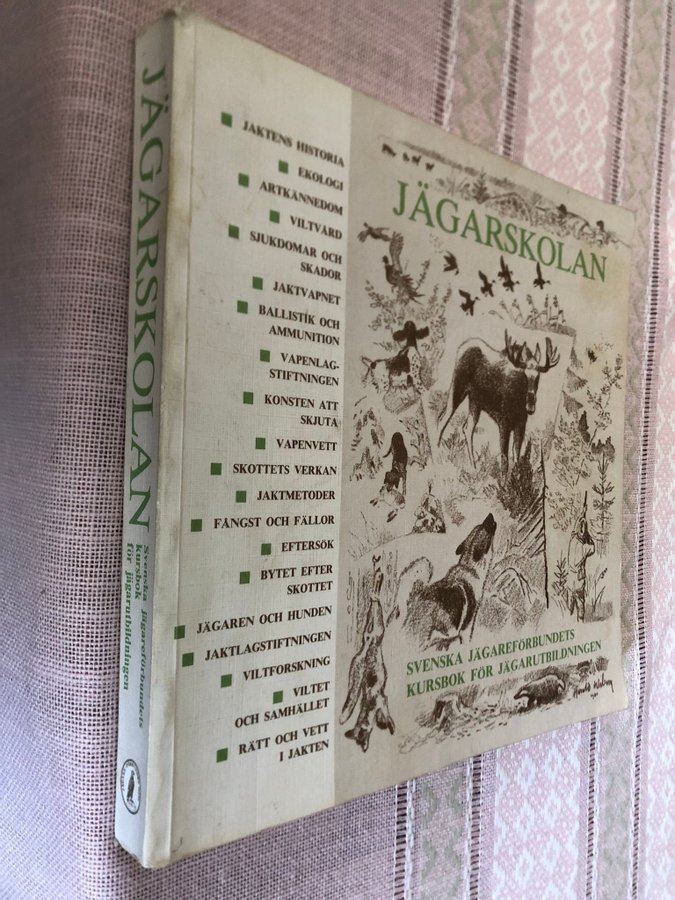 JÄGARSKOLAN
Svenska Jägareförbundets
kursbok
för jägarutbildningen
JAKTENS HISTORIA
EKOLOGI
ARTKÄNNEDOM
VILTVÅRD
SJUKDOMAR OCH
SKADOR
JAKTVAPNET
BALLISTIK OCH
AMMUNITION
VAPENLAG-
STIFTNINGEN
KONSTEN ATT
SKJUTA
VAPENVETT
SKOTTETS VERKAN
JAKTMETODER
FÅNGST OCH FÄLLOR
EFTERSÖK
BYTET EFTER
SKOTTET
JÄGAREN OCH HUNDEN
JAKTLAGSTIFTNINGEN
VILTFORSKNING
VILTET
OCH SAMHÄLLET
RÄTT OCH VETT
I JAKTEN
JÄGARSKOLAN
SVENSKA JÄGAREFÖRBUNDETS
KURSBOK FÖR JÄGARUTBILDNINGEN